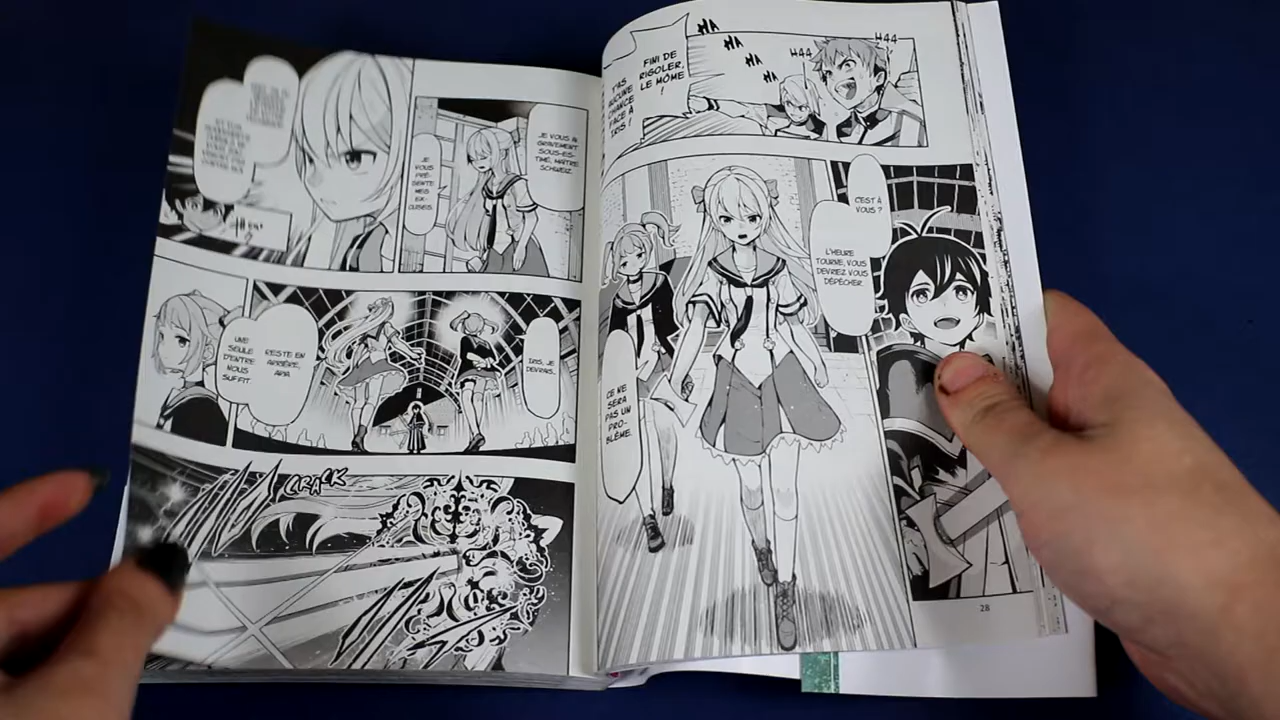 H44
H44
HA
HA
HA
HA
FINI DE
RIGOLER,
LE MÔME
!
T'AS
AUCUNE
CHANCE
FACE À
IRIS !
C'EST À
VOUS ?
L'HEURE
TOURNE, VOUS
DEVRIEZ VOUS
DÉPÊCHER.
CE NE
SERA
PAS UN
PRO-
BLÈME.
28
JE VOUS AI
GRAVEMENT
SOUS-ES-
TIMÉ, MAÎTRE
SCHWEIZ.
JE
VOUS
PRÉ-
SENTE
MES
EX-
CUSES.
IRIS, JE
DEVRAIS...
RESTE EN
ARRIÈRE,
ARIA.
UNE
SEULE
D'ENTRE
NOUS
SUFFIT.
CRACK